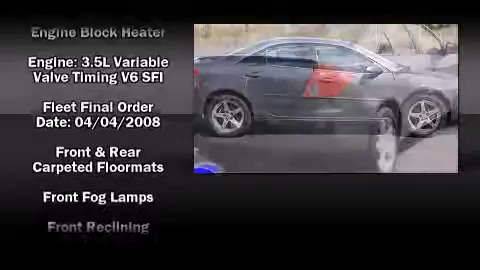 Engine Block Heater
Engine: 3.5L Variable
Valve Timing V6 SFI
Fleet Final Order
Date: 04/04/2008
Front & Rear
Carpeted Floormats
Front Fog Lamps
Front Reclining